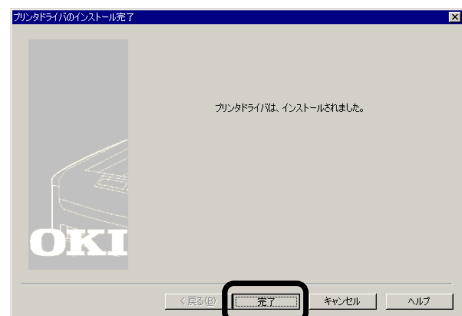 プリンタドライバのインストール完了
プリンタドライバは、インストールされました。
OKI
< 戻る(B)
完了
キャンセル
ヘルプ